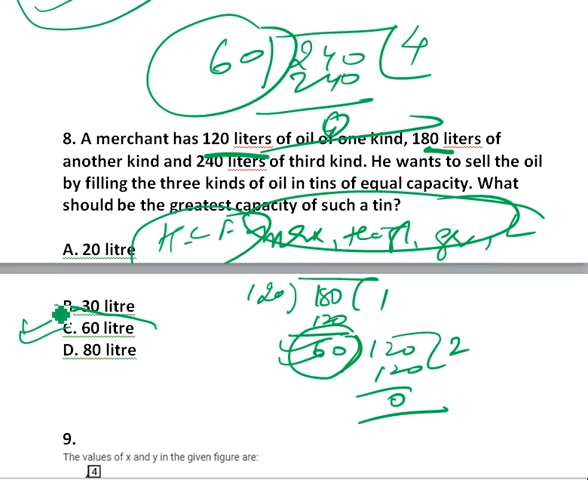 60) 240 ( 4
240
0
8. A merchant has 120 liters of oil of one kind, 180 liters of
another kind and 240 liters of third kind. He wants to sell the oil
by filling the three kinds of oil in tins of equal capacity. What
should be the greatest capacity of such a tin?
A. 20 litre
H C F
B. 30 litre
C. 60 litre
D. 80 litre
120) 180 ( 1
120
60) 120 ( 2
120
0
9.
The values of x and y in the given figure are:
4